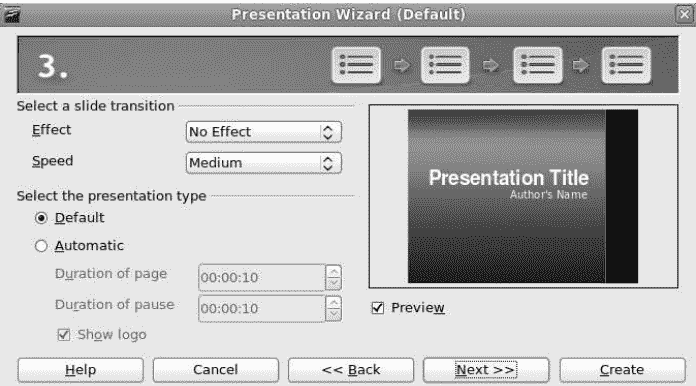 Presentation Wizard (Default)
3.
Select a slide transition
Effect No Effect
Speed Medium
Select the presentation type
Default
Automatic
Duration of page 00:00:10
Duration of pause 00:00:10
Show logo
Presentation Title
Author's Name
Preview
Help Cancel << Back Next >> Create